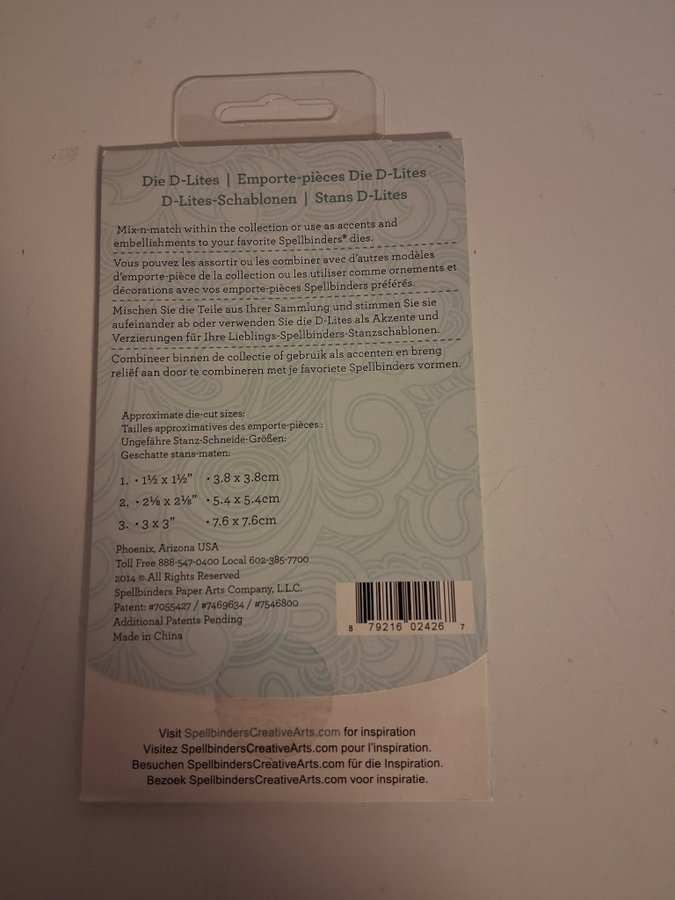 Die D-Lites | Emporte-pièces Die D-Lites
D-Lites-Schablonen | Stans D-Lites
Mix-n-match within the collection or use as accents and
embellishments to your favorite Spellbinders® dies.
Vous pouvez les assortir ou les combiner avec d'autres modèles
d'emporte-pièce de la collection ou les utiliser comme ornements et
décorations avec vos emporte-pièces Spellbinders préférés.
Mischen Sie die Teile aus Ihrer Sammlung und stimmen Sie sie
aufeinander ab oder verwenden Sie die D-Lites als Akzente und
Verzierungen für Ihre Lieblings-Spellbinders-Stanzschablonen.
Combineer binnen de collectie of gebruik als accenten en breng
reliëf aan door te combineren met je favoriete Spellbinders vormen.
Approximate die-cut sizes:
Tailles approximatives des emporte-pièces :
Ungefähre Stanz-Schneide-Größen:
Geschatte stans-maten:
1. • 1½ x 1½" • 3.8 x 3.8cm
2. • 2⅛ x 2⅛" • 5.4 x 5.4cm
3. • 3 x 3" • 7.6 x 7.6cm
Phoenix, Arizona USA
Toll Free 888-547-0400 Local 602-385-7700
2014 © All Rights Reserved
Spellbinders Paper Arts Company, L.L.C.
Patent: #7055427 / #7469634 / #7546800
Additional Patents Pending
Made in China
8 79216 02426 7
Visit SpellbindersCreativeArts.com for inspiration
Visitez SpellbindersCreativeArts.com pour l'inspiration.
Besuchen SpellbindersCreativeArts.com für die Inspiration.
Bezoek SpellbindersCreativeArts.com voor inspiratie.